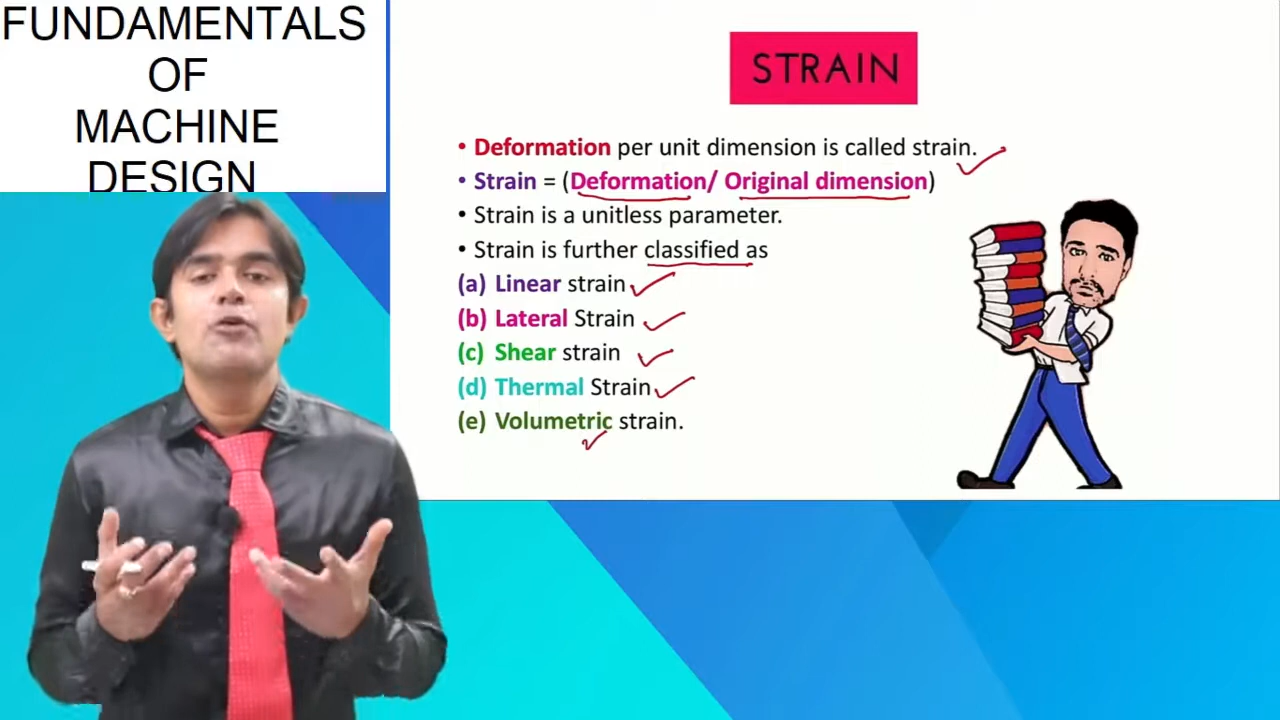 FUNDAMENTALS
OF
MACHINE
DESIGN
STRAIN
• Deformation per unit dimension is called strain.
• Strain = (Deformation/ Original dimension)
• Strain is a unitless parameter.
• Strain is further classified as
(a) Linear strain
(b) Lateral Strain
(c) Shear strain
(d) Thermal Strain
(e) Volumetric strain.